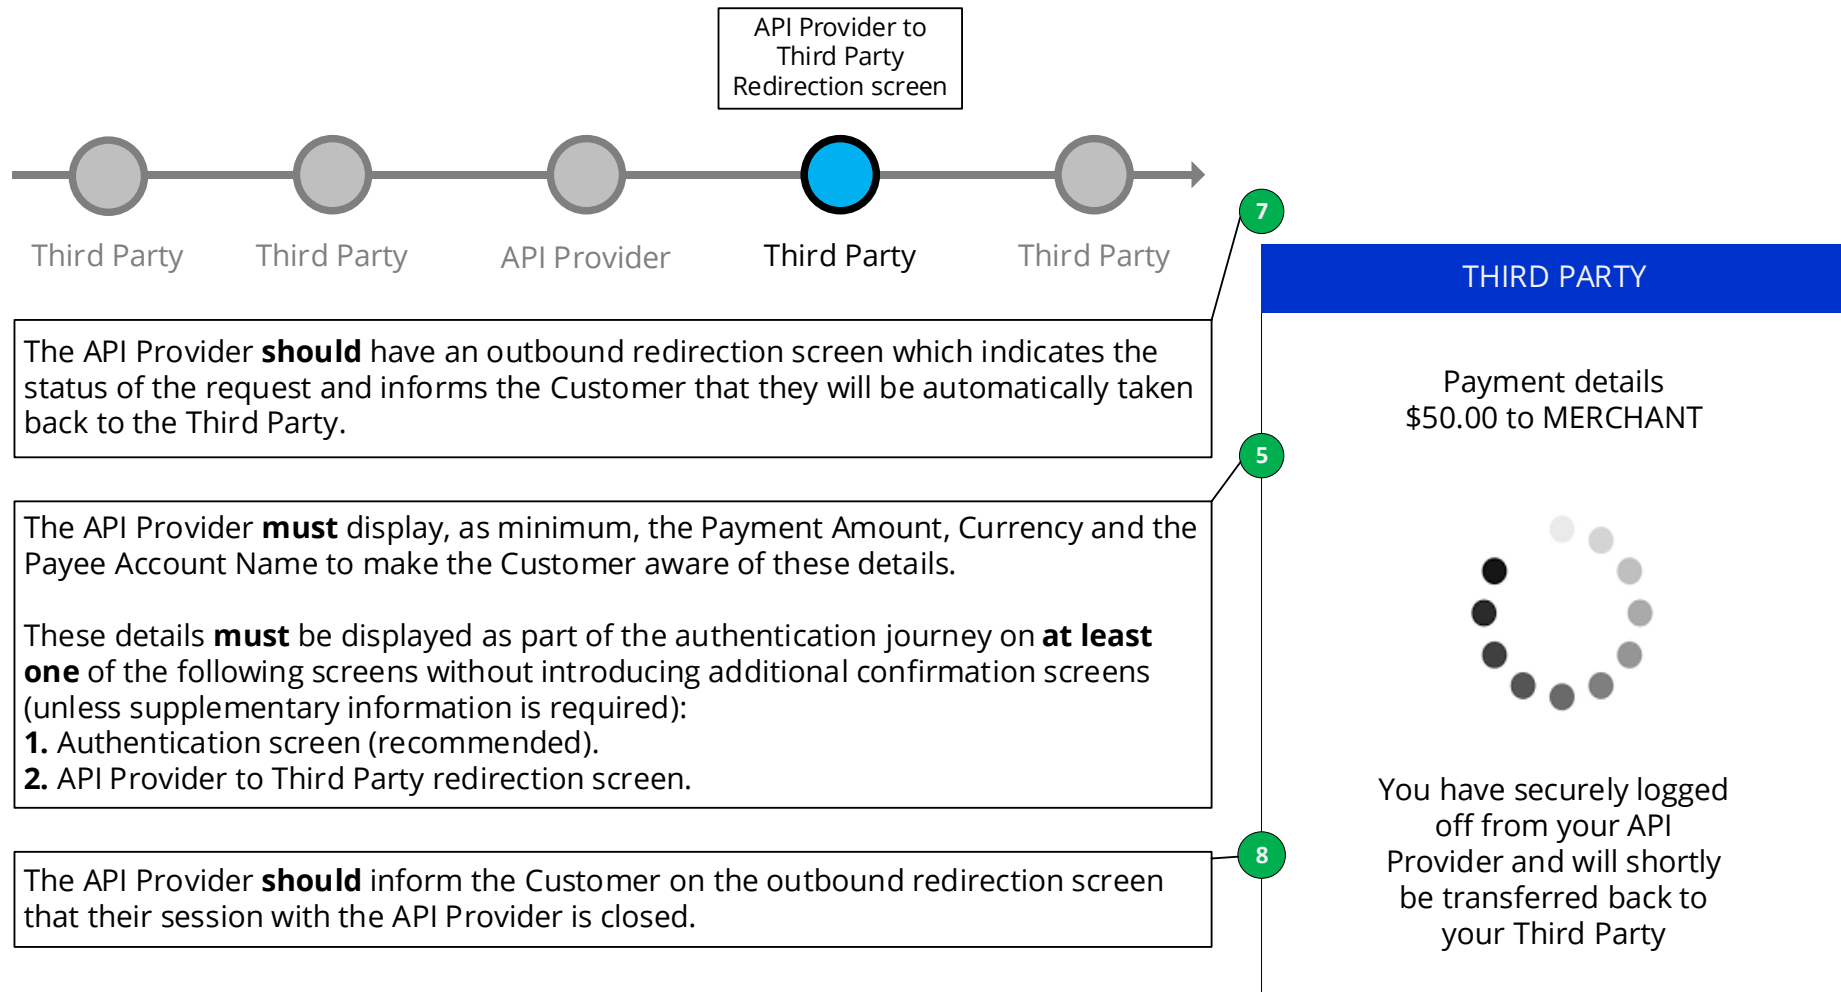 API Provider to
Third Party
Redirection screen
Third Party
Third Party
API Provider
Third Party
Third Party
7
The API Provider should have an outbound redirection screen which indicates the
status of the request and informs the Customer that they will be automatically taken
back to the Third Party.
5
The API Provider must display, as minimum, the Payment Amount, Currency and the
Payee Account Name to make the Customer aware of these details.
These details must be displayed as part of the authentication journey on at least
one of the following screens without introducing additional confirmation screens
(unless supplementary information is required):
1. Authentication screen (recommended).
2. API Provider to Third Party redirection screen.
8
The API Provider should inform the Customer on the outbound redirection screen
that their session with the API Provider is closed.
THIRD PARTY
Payment details
$50.00 to MERCHANT
You have securely logged
off from your API
Provider and will shortly
be transferred back to
your Third Party